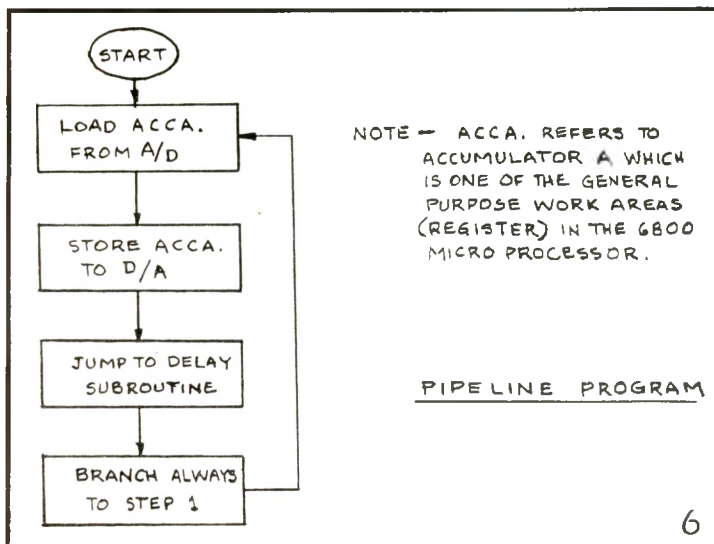 START
LOAD ACCA.
FROM A/D
STORE ACCA.
TO D/A
JUMP TO DELAY
SUBROUTINE
BRANCH ALWAYS
TO STEP 1
NOTE — ACCA. REFERS TO
ACCUMULATOR A WHICH
IS ONE OF THE GENERAL
PURPOSE WORK AREAS
(REGISTER) IN THE 6800
MICRO PROCESSOR.
PIPELINE PROGRAM
6